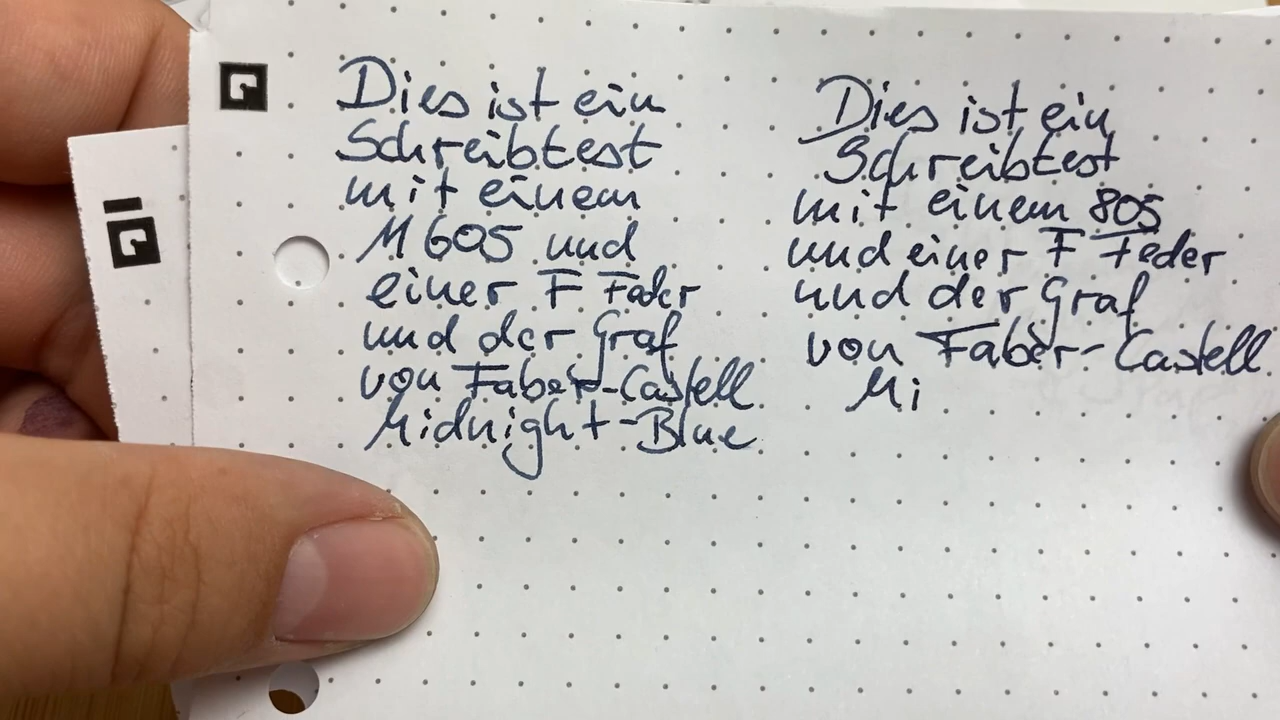 Dies ist ein
Schreibtest
mit einem
M605 und
einer F Feder
und der Graf
von Faber-Castell
Midnight-Blue
Dies ist ein
Schreibtest
mit einem 805
und einer F Feder
und der Graf
von Faber-Castell
Mi